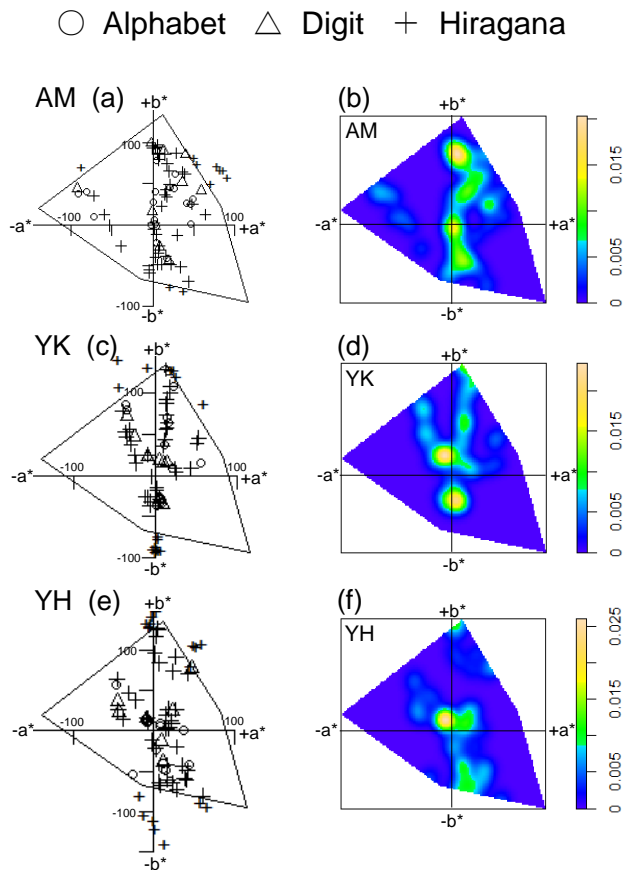 ○ Alphabet △ Digit + Hiragana
AM (a) +b* (b) +b*
AM
100
-a* -100 100 +a* -a* +a*
-100
-b* -b*
0 0.005 0.015
YK (c) +b* (d) +b*
YK
100
-a* -100 100 +a* -a* +a*
-100
-b* -b*
0 0.005 0.015
YH (e) +b* (f) +b*
YH
100
-a* -100 100 +a* -a* +a*
-100
-b* -b*
0 0.005 0.015 0.025